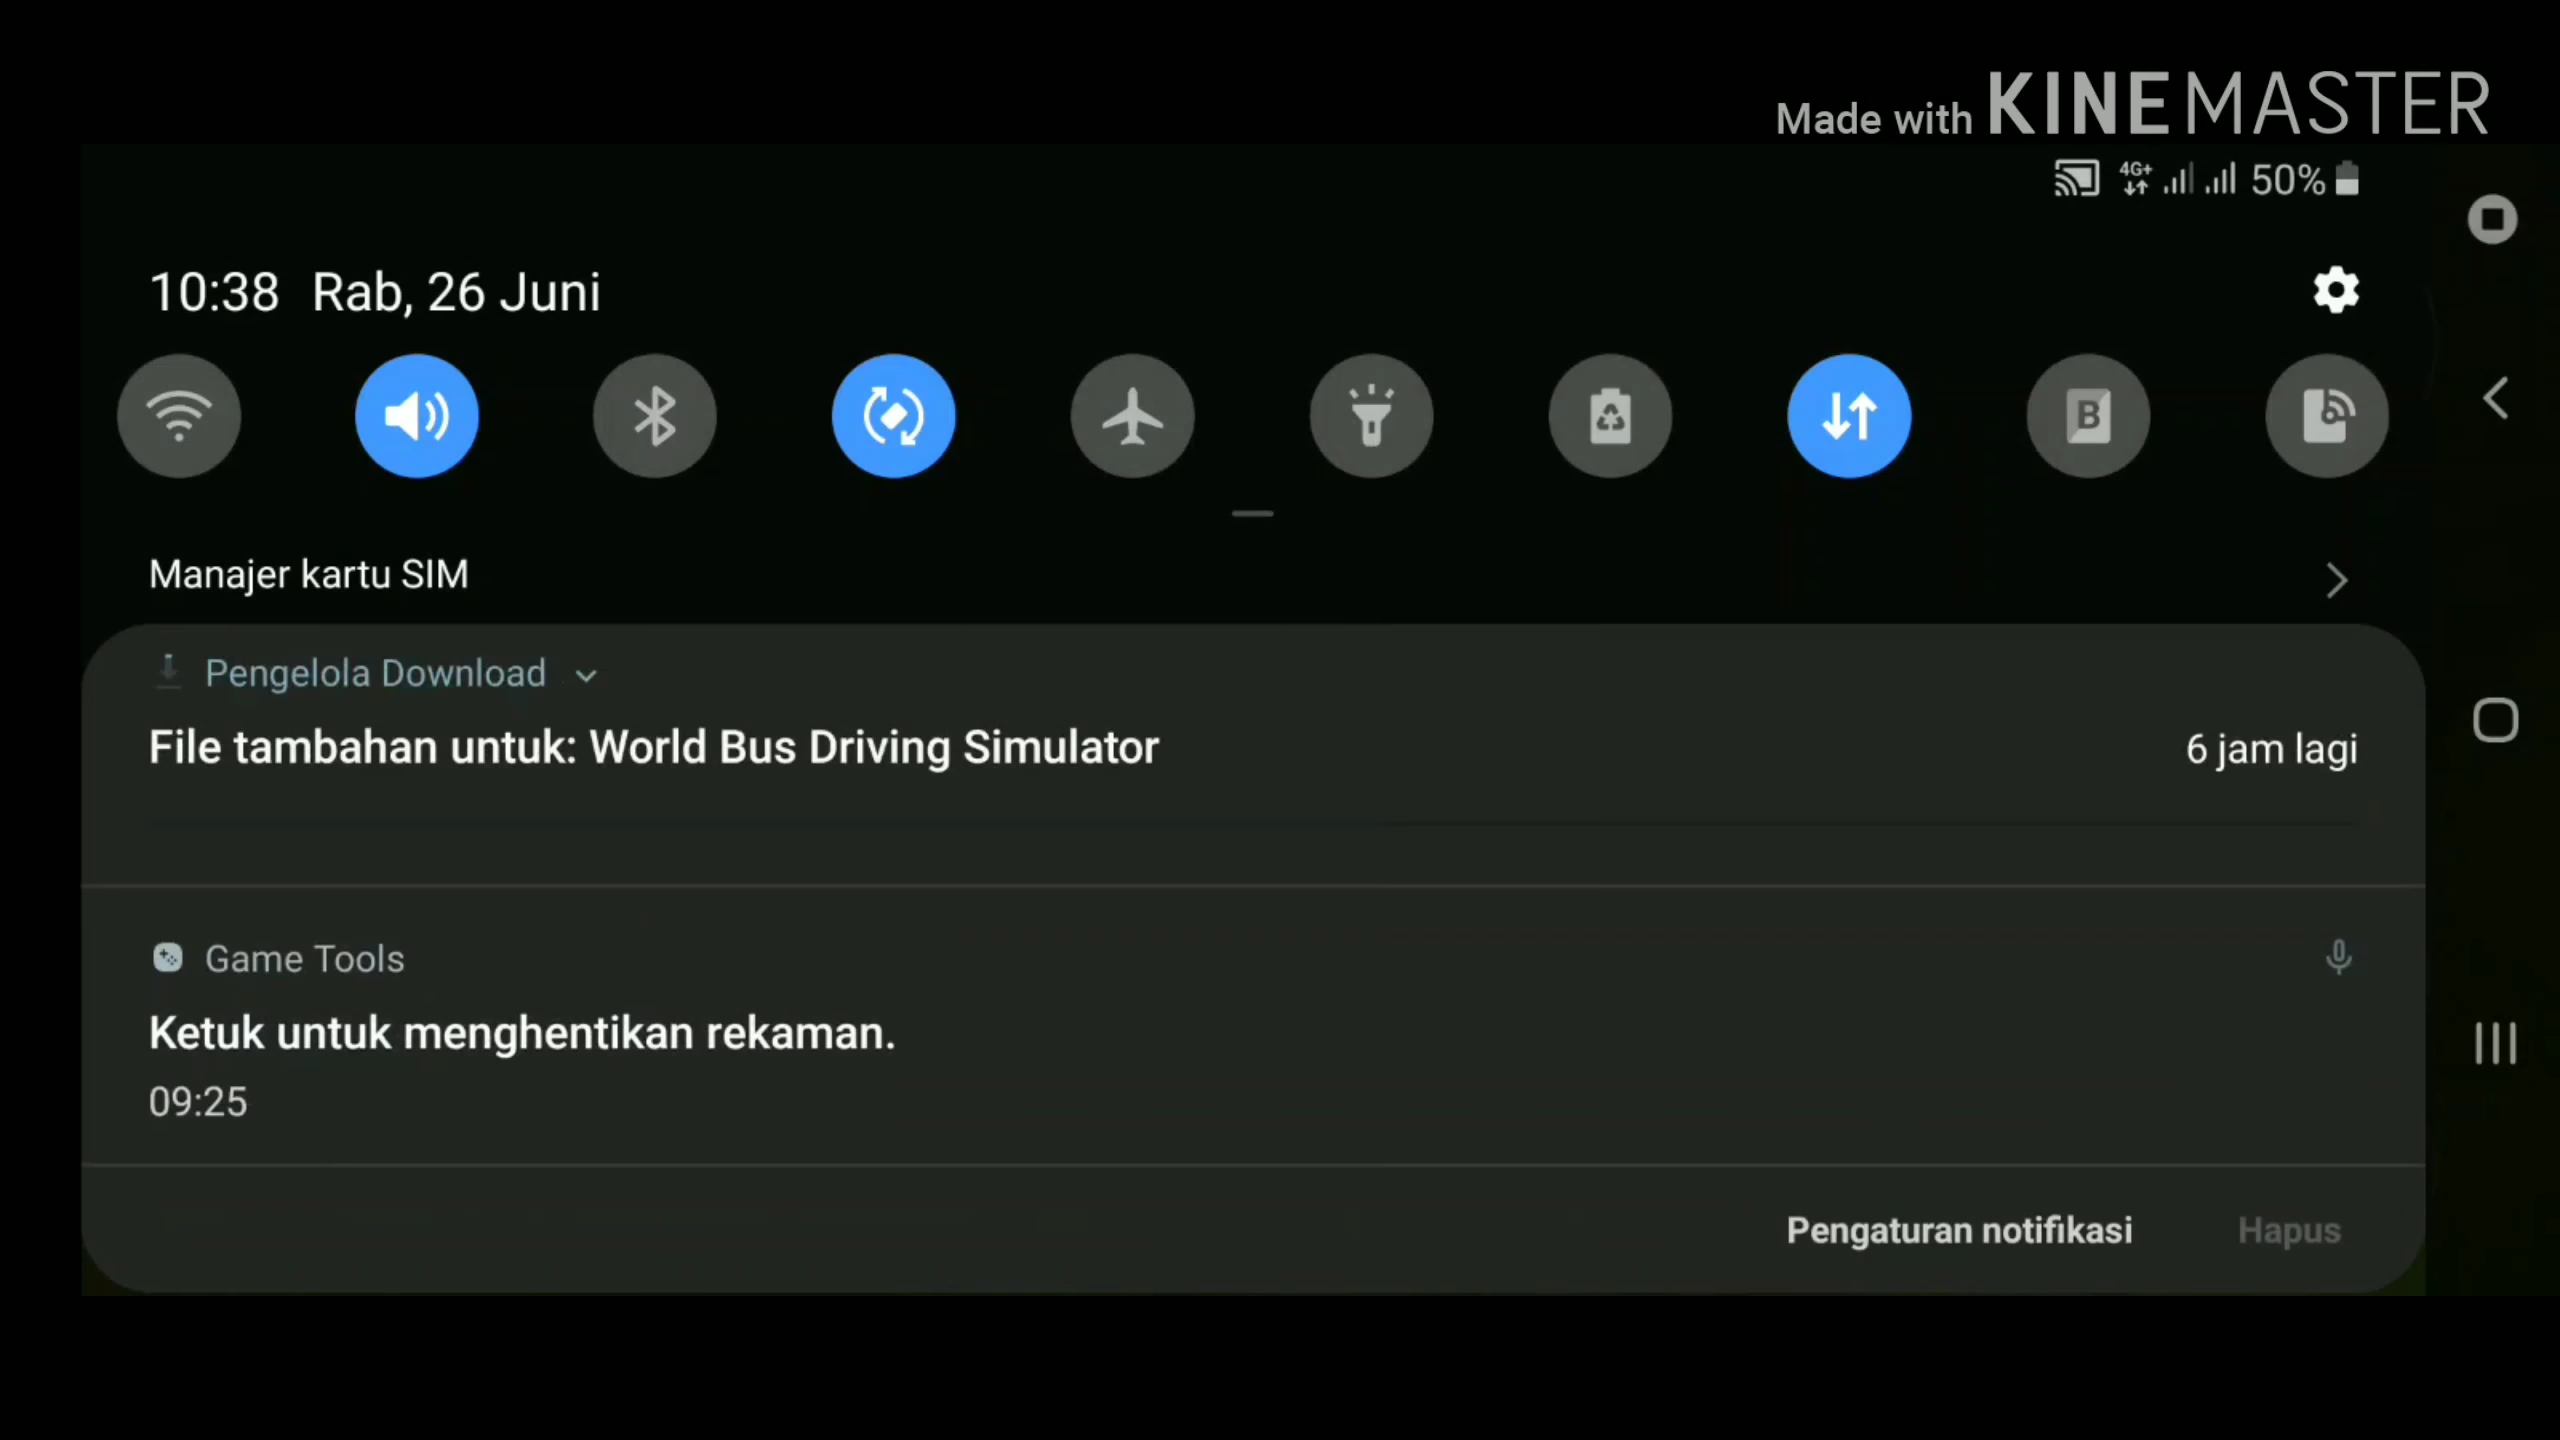 Made with KINEMASTER
4G+ 50%
10:38 Rab, 26 Juni
B
Manajer kartu SIM
Pengelola Download
File tambahan untuk: World Bus Driving Simulator
6 jam lagi
Game Tools
Ketuk untuk menghentikan rekaman.
09:25
Pengaturan notifikasi
Hapus